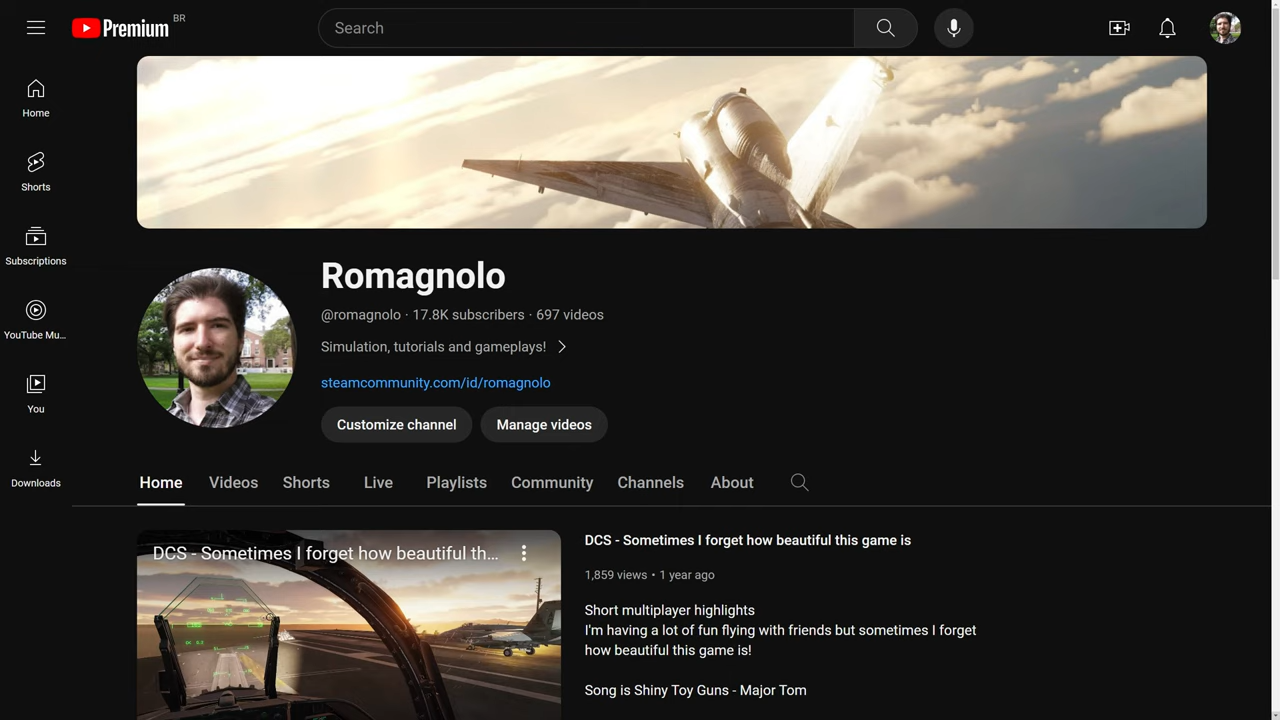 Premium BR
Search
Home
Shorts
Subscriptions
YouTube Mu...
You
Downloads
Romagnolo
@romagnolo · 17.8K subscribers · 697 videos
Simulation, tutorials and gameplays!
steamcommunity.com/id/romagnolo
Customize channel
Manage videos
Home Videos Shorts Live Playlists Community Channels About
DCS - Sometimes I forget how beautiful th...
DCS - Sometimes I forget how beautiful this game is
1,859 views • 1 year ago
Short multiplayer highlights
I'm having a lot of fun flying with friends but sometimes I forget
how beautiful this game is!
Song is Shiny Toy Guns - Major Tom